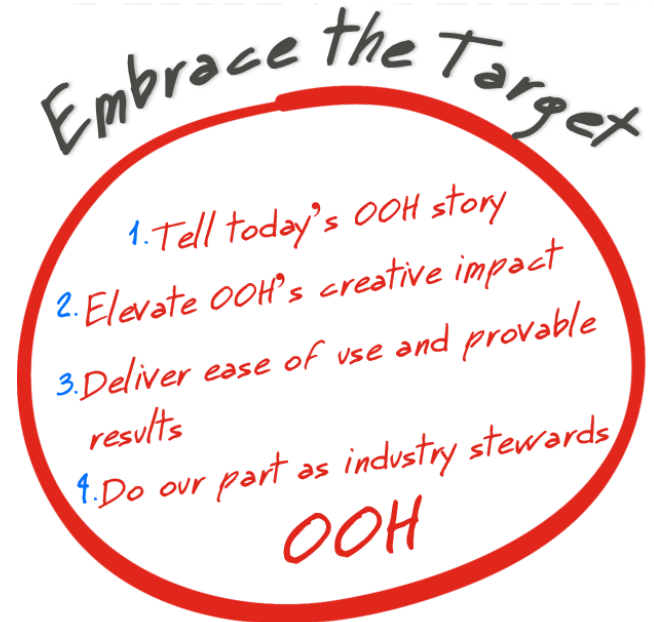 Embrace the Target
1. Tell today's OOH story
2. Elevate OOH's creative impact
3. Deliver ease of use and provable
results
4. Do our part as industry stewards
OOH